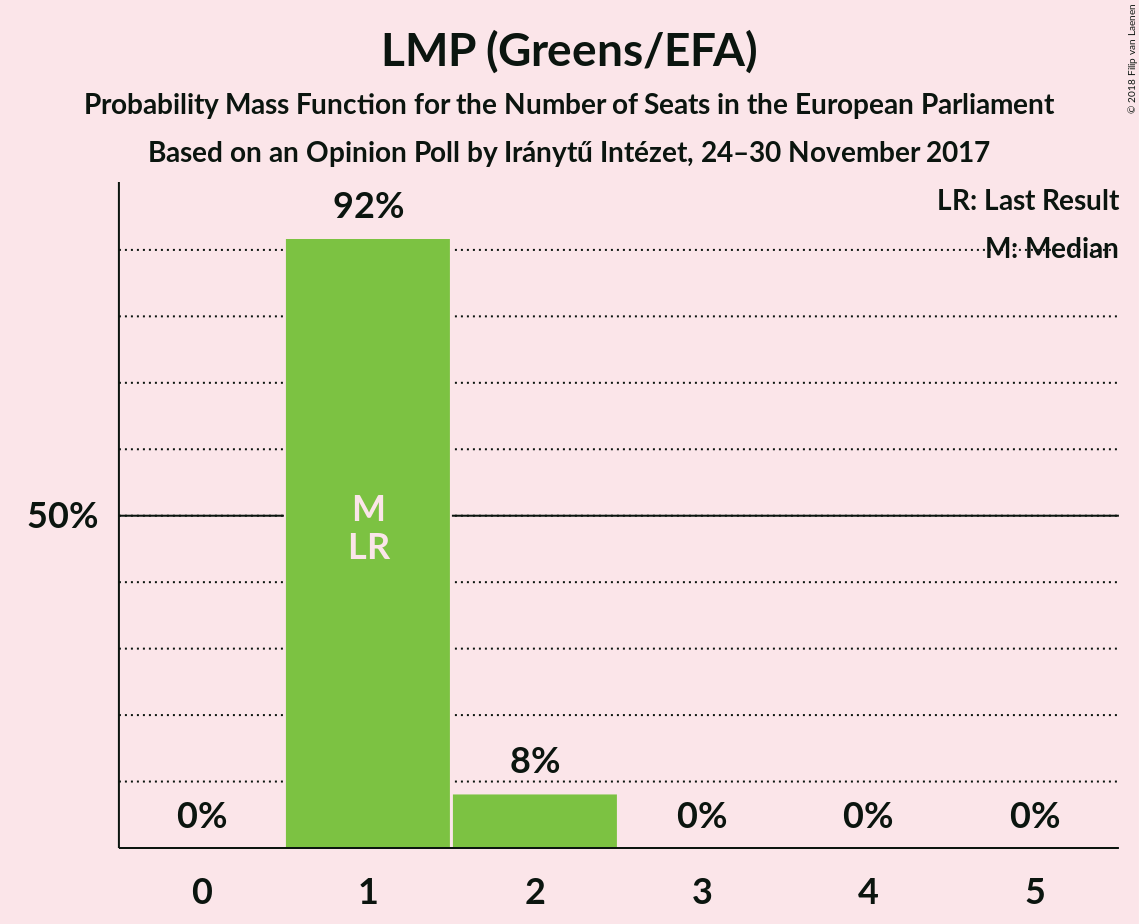 LMP (Greens/EFA)
Probability Mass Function for the Number of Seats in the European Parliament
Based on an Opinion Poll by Iránytű Intézet, 24–30 November 2017
© 2018 Filip van Laenen
LR: Last Result
M: Median
92%
50%
M
LR
8%
0%
0%
0%
0%
0
1
2
3
4
5